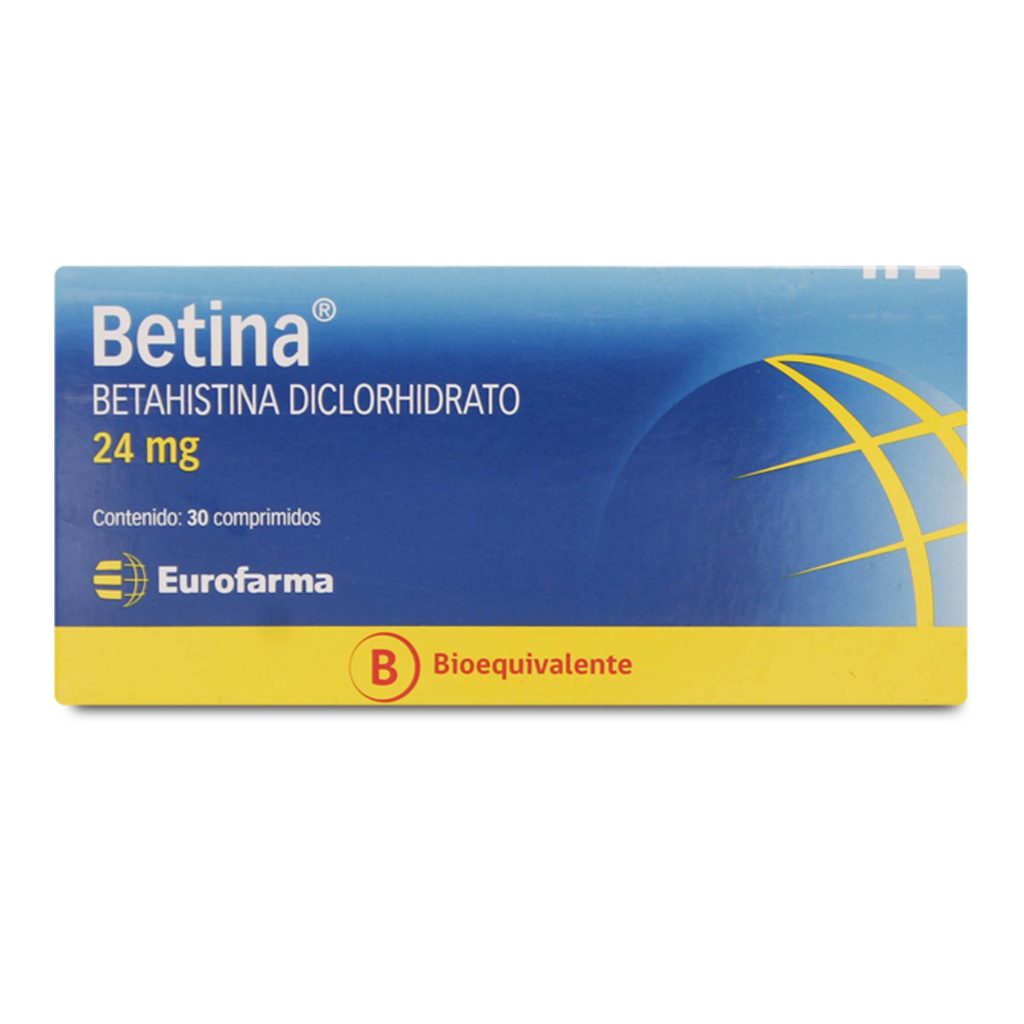 Betina®
BETAHISTINA DICLORHIDRATO
24 mg
Contenido: 30 comprimidos
Eurofarma
B Bioequivalente